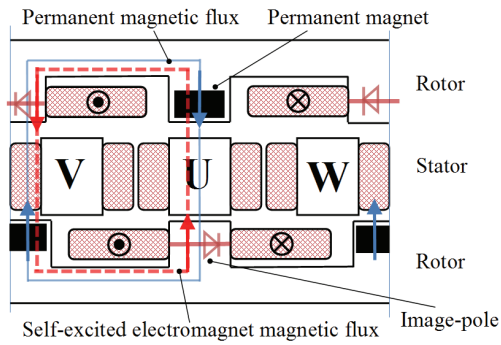 Permanent magnetic flux
Permanent magnet
Rotor
Stator
V
U
W
Rotor
Image-pole
Self-excited electromagnet magnetic flux